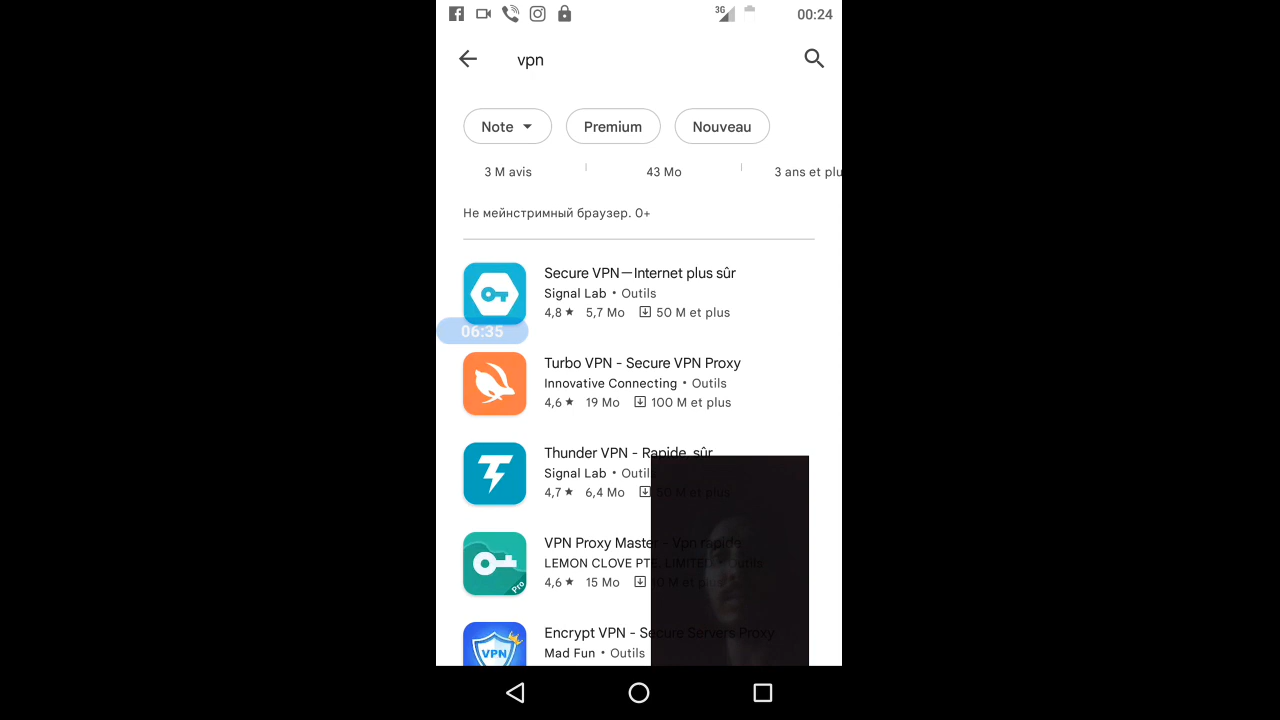 3G 00:24
vpn
Note Premium Nouveau
3 M avis 43 Mo 3 ans et plu
Не мейнстримный браузер. 0+
Secure VPN—Internet plus sûr
Signal Lab • Outils
4,8 ★ 5,7 Mo 50 M et plus
06:35
Turbo VPN - Secure VPN Proxy
Innovative Connecting • Outils
4,6 ★ 19 Mo 100 M et plus
Thunder VPN - Rapide, sûr
Signal Lab • Outils
4,7 ★ 6,4 Mo 50 M et plus
VPN Proxy Master - Vpn rapide
LEMON CLOVE PTE. LIMITED • Outils
4,6 ★ 15 Mo M et plus
Pro
Encrypt VPN - Secure Servers Proxy
Mad Fun • Outils
VPN